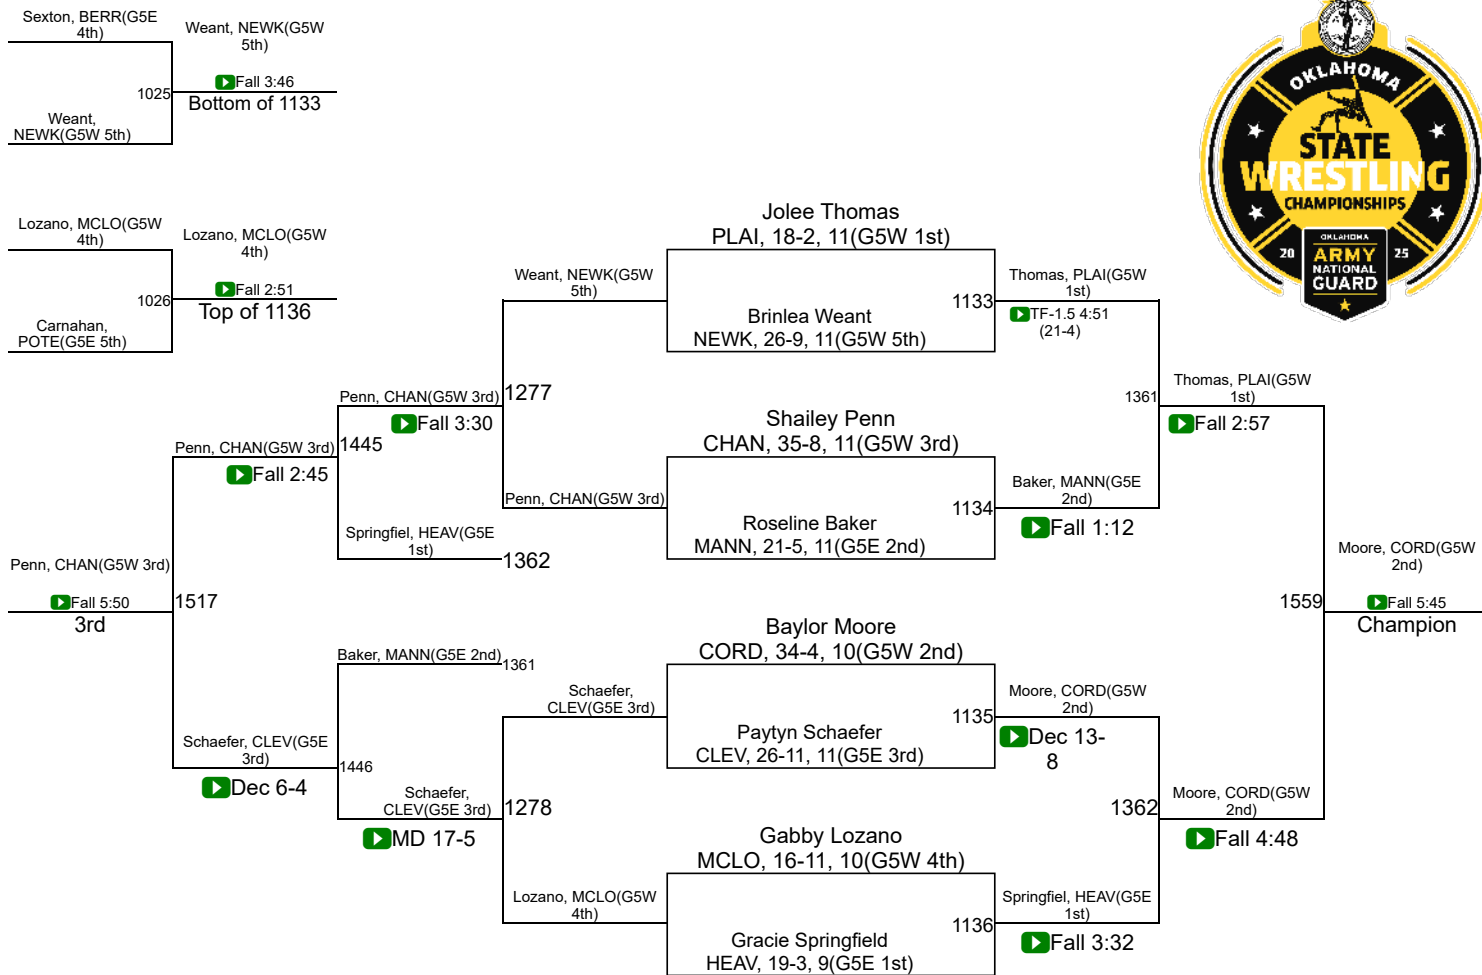 Sexton, BERR(G5E
4th)
Weant, NEWK(G5W
5th)
1025
Fall 3:46
Bottom of 1133
Weant,
NEWK(G5W 5th)
Lozano, MCLO(G5W
4th)
Lozano, MCLO(G5W
4th)
1026
Fall 2:51
Top of 1136
Carnahan,
POTE(G5E 5th)
OKLAHOMA
STATE
WRESTLING
CHAMPIONSHIPS
20
25
OKLAHOMA
ARMY
NATIONAL
GUARD
Jolee Thomas
PLAI, 18-2, 11(G5W 1st)
Weant, NEWK(G5W
5th)
1133
Thomas, PLAI(G5W
1st)
Brinlea Weant
NEWK, 26-9, 11(G5W 5th)
TF-1.5 4:51
(21-4)
Penn, CHAN(G5W 3rd)
1277
Fall 3:30
1361
Thomas, PLAI(G5W
1st)
Fall 2:57
Shailey Penn
CHAN, 35-8, 11(G5W 3rd)
Penn, CHAN(G5W 3rd)
1445
Fall 2:45
Penn, CHAN(G5W 3rd)
1134
Baker, MANN(G5E
2nd)
Fall 1:12
Roseline Baker
MANN, 21-5, 11(G5E 2nd)
Springfiel, HEAV(G5E
1st)
1362
Penn, CHAN(G5W 3rd)
1517
Fall 5:50
3rd
1559
Moore, CORD(G5W
2nd)
Fall 5:45
Champion
Baylor Moore
CORD, 34-4, 10(G5W 2nd)
Baker, MANN(G5E 2nd)
1361
Schaefer,
CLEV(G5E 3rd)
1135
Moore, CORD(G5W
2nd)
Dec 13-
8
Paytyn Schaefer
CLEV, 26-11, 11(G5E 3rd)
Schaefer, CLEV(G5E
3rd)
1446
Dec 6-4
Schaefer,
CLEV(G5E 3rd)
1278
MD 17-5
1362
Moore, CORD(G5W
2nd)
Fall 4:48
Gabby Lozano
MCLO, 16-11, 10(G5W 4th)
Lozano, MCLO(G5W
4th)
1136
Springfiel, HEAV(G5E
1st)
Fall 3:32
Gracie Springfield
HEAV, 19-3, 9(G5E 1st)